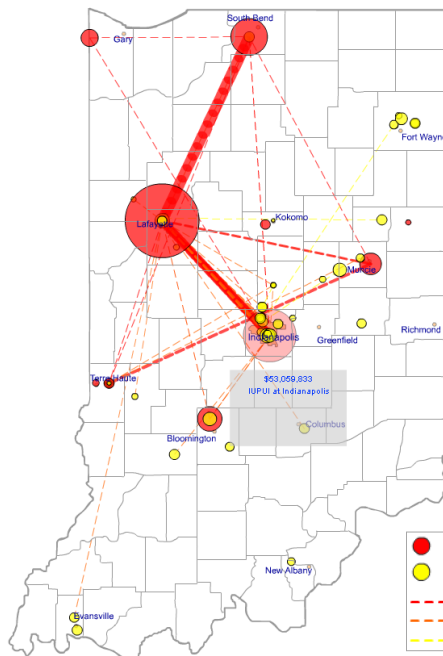 South Bend
Gary
Fort Wayne
Lafayette
Kokomo
Muncie
Indianapolis
Greenfield
Richmond
Terre Haute
$53,059,833
IUPUI at Indianapolis
Columbus
Bloomington
New Albany
Evansville